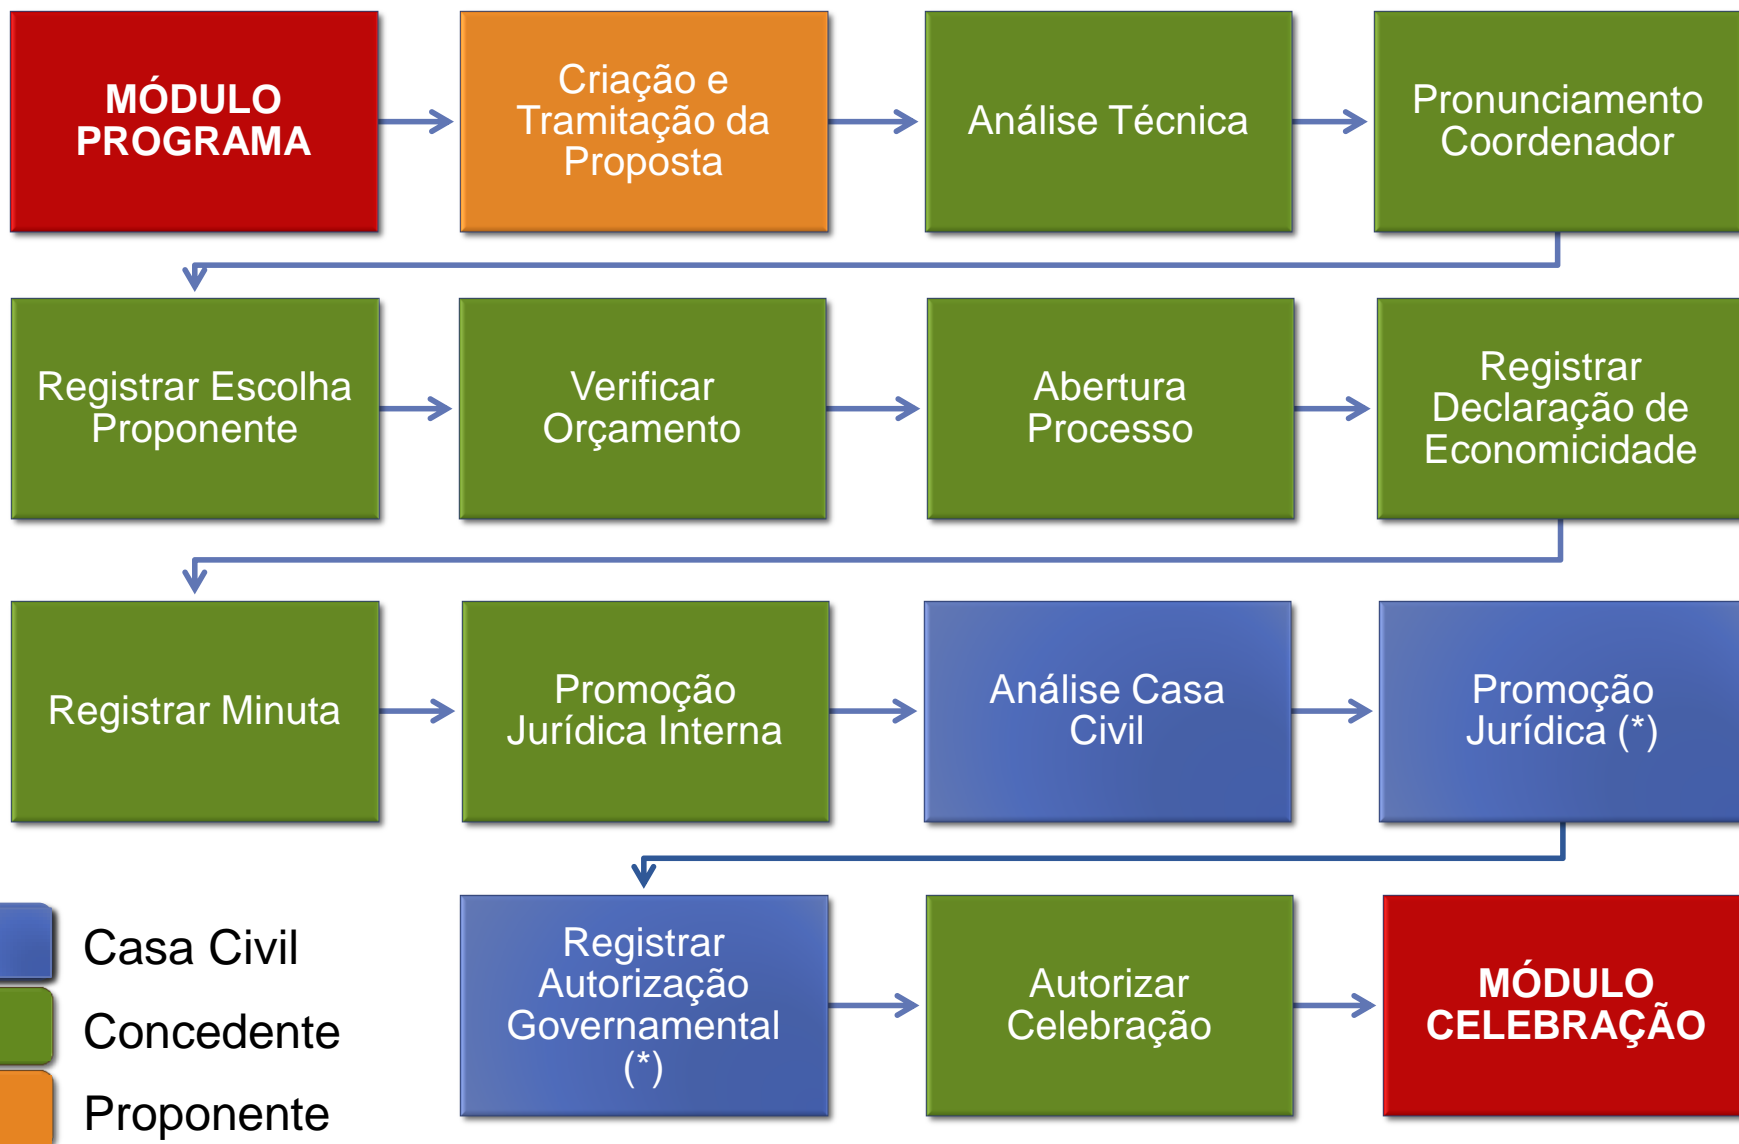 MÓDULO
PROGRAMA
Criação e
Tramitação da
Proposta
Análise Técnica
Pronunciamento
Coordenador
Registrar Escolha
Proponente
Verificar
Orçamento
Abertura
Processo
Registrar
Declaração de
Economicidade
Registrar Minuta
Promoção
Jurídica Interna
Análise Casa
Civil
Promoção
Jurídica (*)
Registrar
Autorização
Governamental
(*)
Autorizar
Celebração
MÓDULO
CELEBRAÇÃO
Casa Civil
Concedente
Proponente